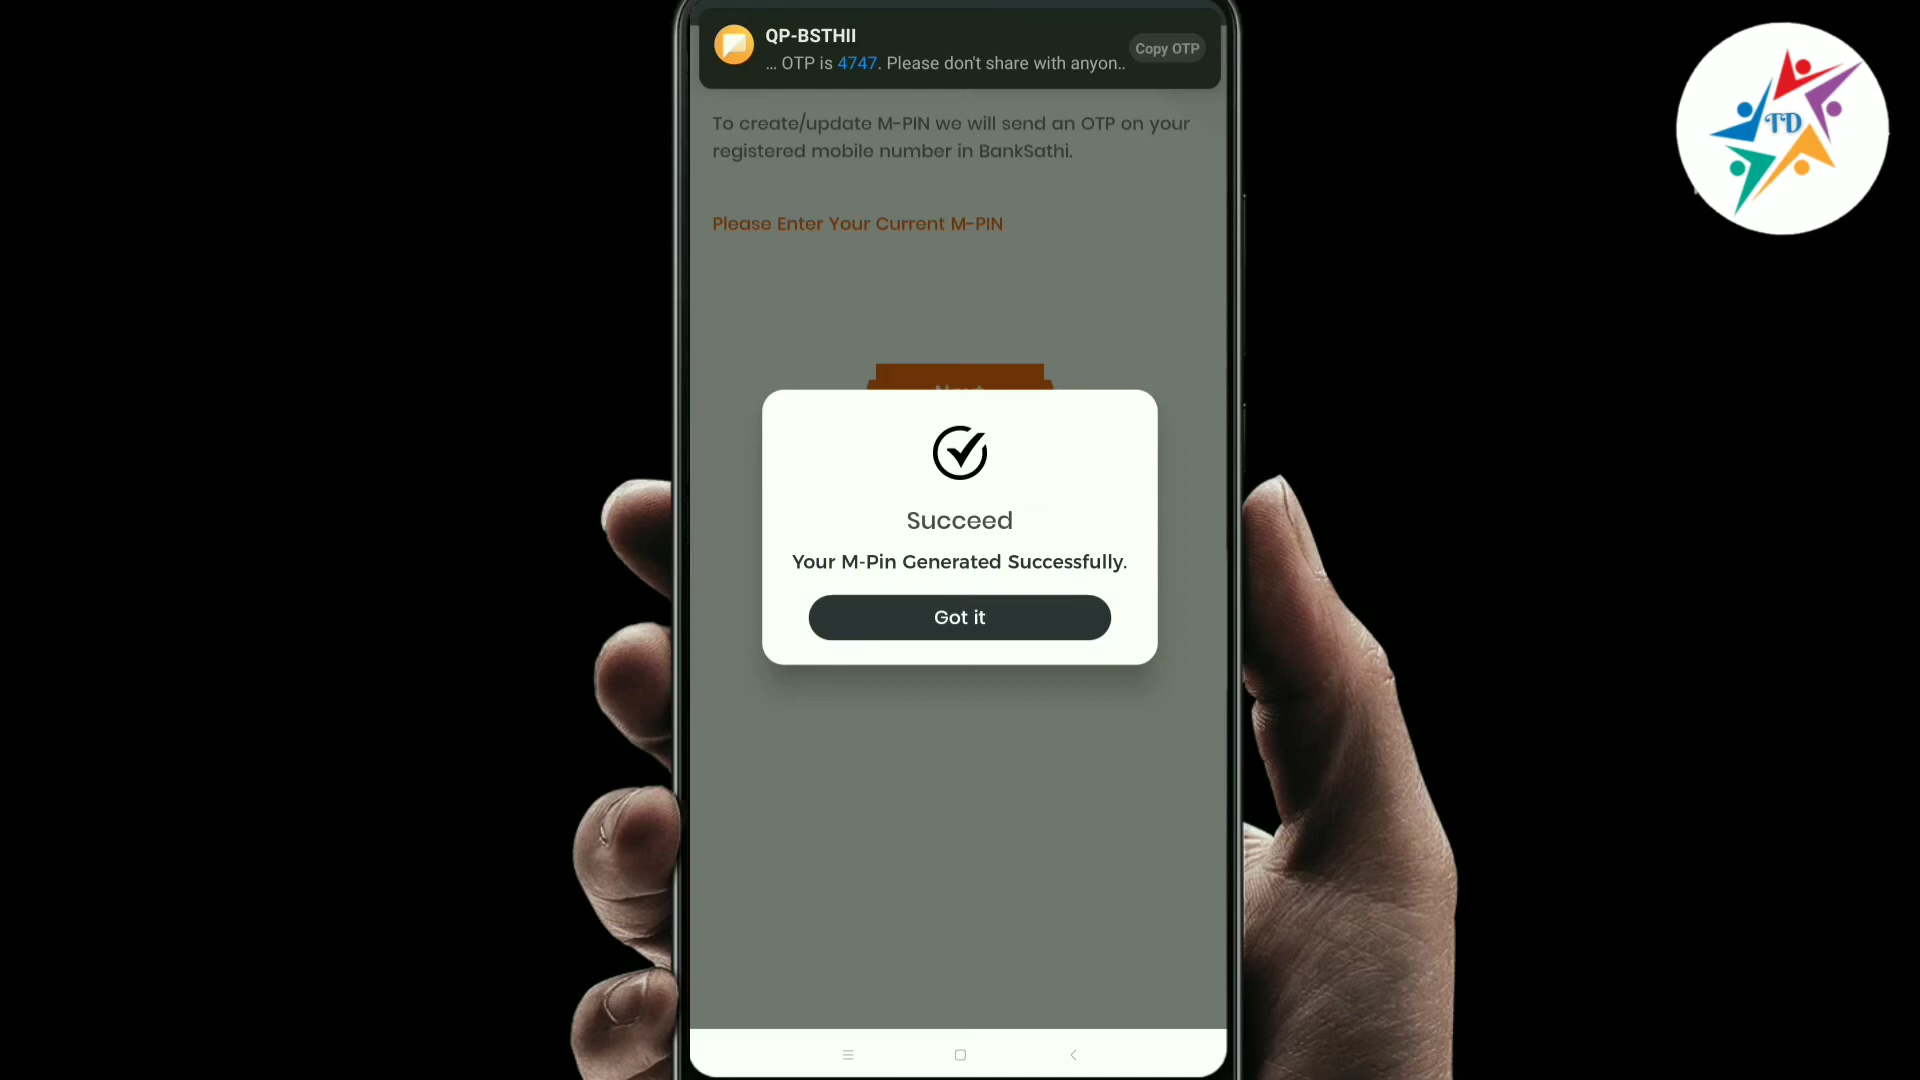 QP-BSTHII
... OTP is 4747. Please don't share with anyon..
Copy OTP
To create/update M-PIN we will send an OTP on your
registered mobile number in BankSathi.
Please Enter Your Current M-PIN
Next
Succeed
Your M-Pin Generated Successfully.
Got it
TD